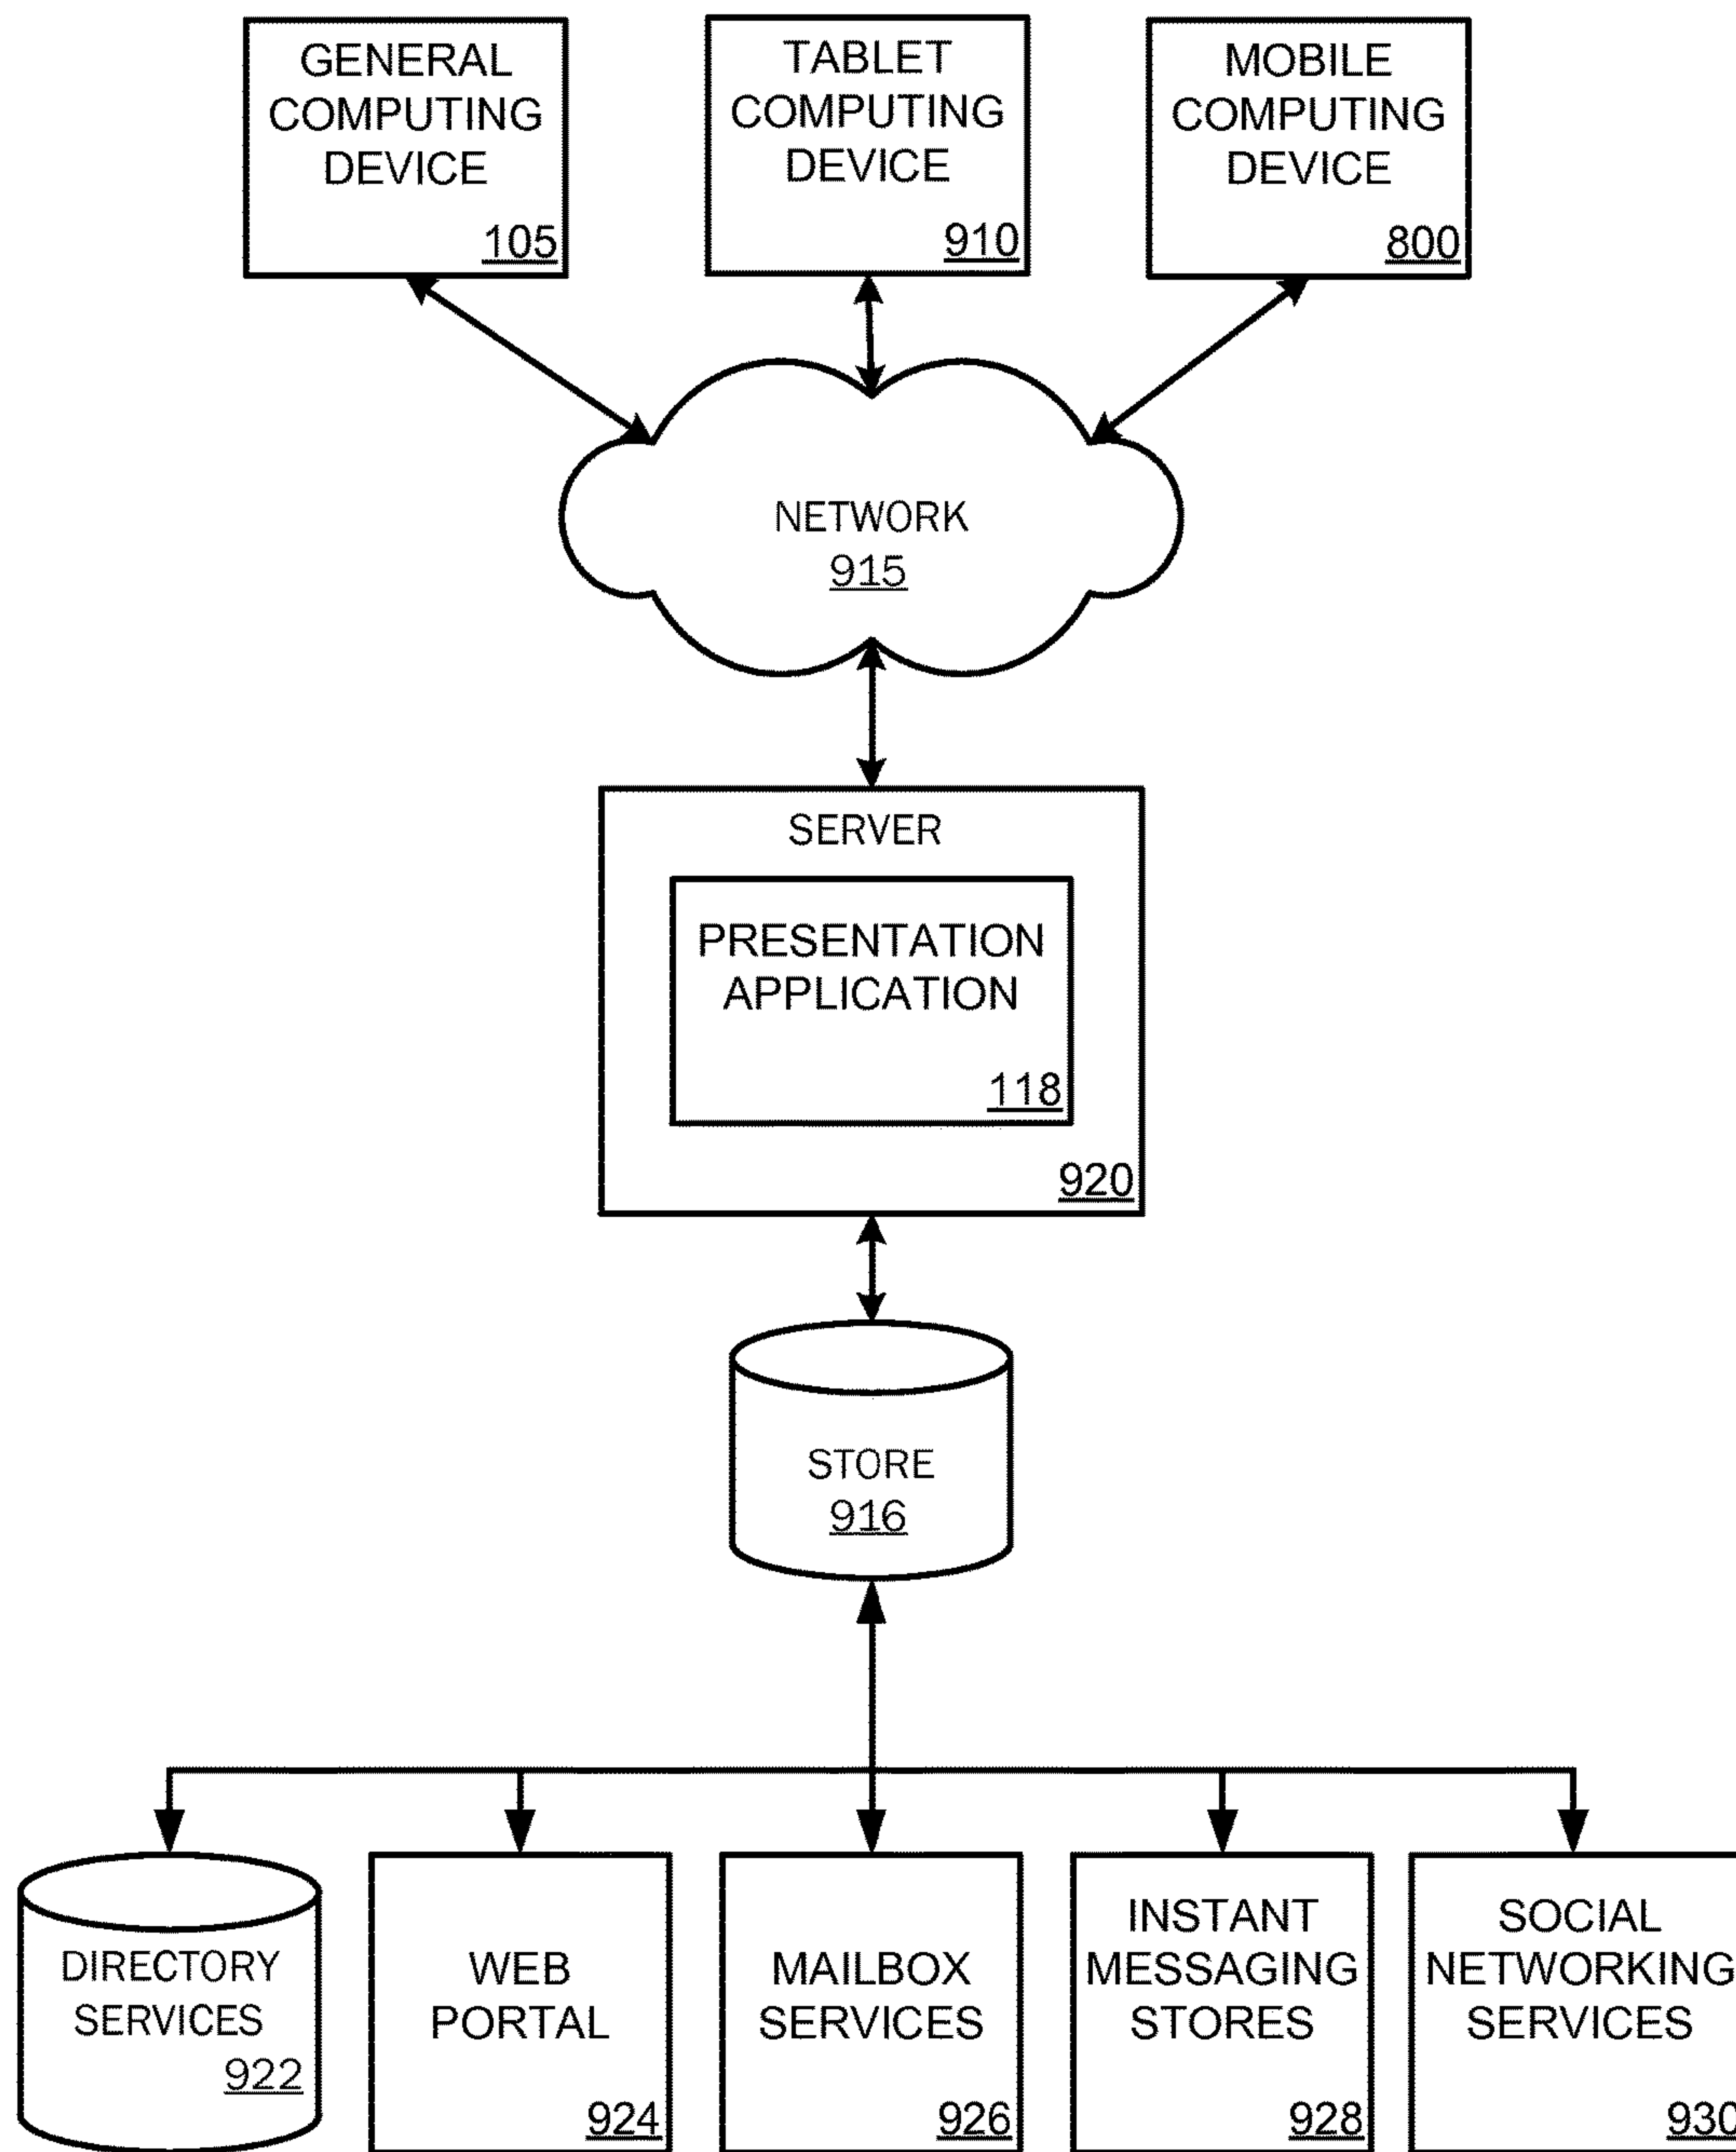 GENERAL
COMPUTING
DEVICE
105
TABLET
COMPUTING
DEVICE
910
MOBILE
COMPUTING
DEVICE
800
NETWORK
915
SERVER
PRESENTATION
APPLICATION
118
920
STORE
916
DIRECTORY
SERVICES
922
WEB
PORTAL
924
MAILBOX
SERVICES
926
INSTANT
MESSAGING
STORES
928
SOCIAL
NETWORKING
SERVICES
930